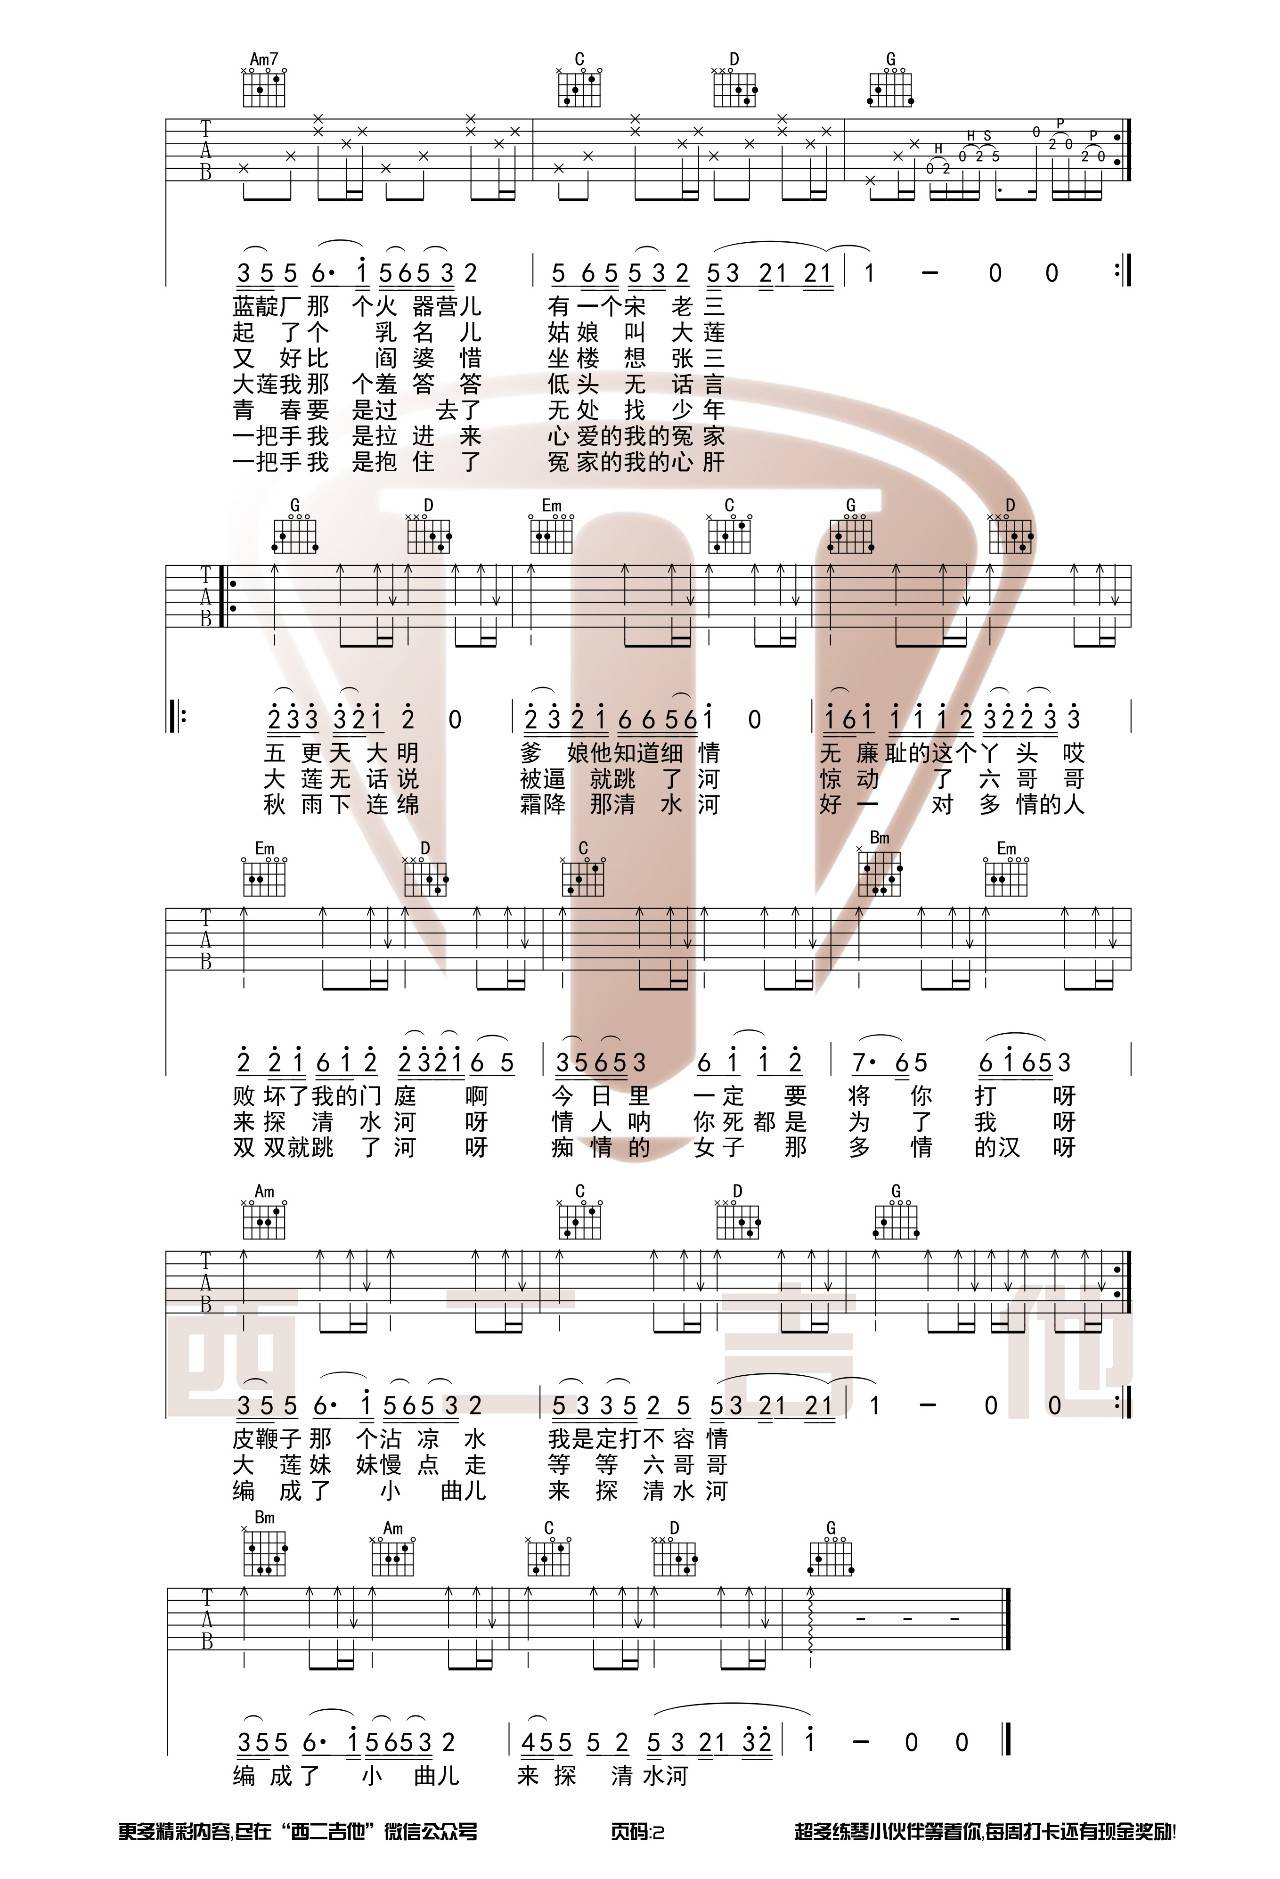 Am7 C D G
T A B H H S P P
0 2 0 2 5 0 2 0 2 0
3 5 5 6· 1 5 6 5 3 2 5 6 5 5 3 2 5 3 2 1 2 1 1 - 0 0
蓝靛厂那 个火器营儿 有一个宋 老三
起 了个 乳名儿 姑娘叫大莲
又 好比 阎婆惜 坐楼想张三
大莲我那 个羞答答 低头无话言
青 春要 是过 去了 无处找少年
一把手我 是拉进来 心爱的我的冤家
一把手我 是抱住了 冤家的我的心肝
G D Em C G D
T A B
2 3 3 3 2 1 2 0 2 3 2 1 6 6 5 6 1 0 1 6 1 1 1 1 2 3 2 2 3 3
五更天大明 爹 娘他知道细情 无廉耻的这个丫头哎
大莲无话说 被逼 就跳了河 惊动 了六哥哥
秋雨下连绵 霜降 那清水河 好一 对多情的人
Em D C Bm Em
T A B
2 2 1 6 1 2 2 3 2 1 6 5 3 5 6 5 3 6 1 1 2 7· 6 5 6 1 6 5 3
败坏了我的门庭 啊 今日里 一定 要 将 你 打 呀
来探清水河 呀 情人呐 你死都是 为 了 我 呀
双双就跳了河 呀 痴情的 女子那 多 情 的汉呀
Am C D G
T A B
3 5 5 6· 1 5 6 5 3 2 5 3 3 5 2 5 5 3 2 1 2 1 1 - 0 0
皮鞭子那 个沾凉水 我是定打不容情
大 莲妹 妹慢点走 等等六哥哥
编 成了 小 曲儿 来探清水河
西二吉他
Bm Am C D G
T A B - - -
3 5 5 6· 1 5 6 5 3 2 4 5 5 5 2 5 3 2 1 3 2 1 - 0 0
编 成了 小 曲儿 来探 清水河
更多精彩内容,尽在“西二吉他”微信公众号 页码:2 超多练琴小伙伴等着你,每周打卡还有现金奖励!